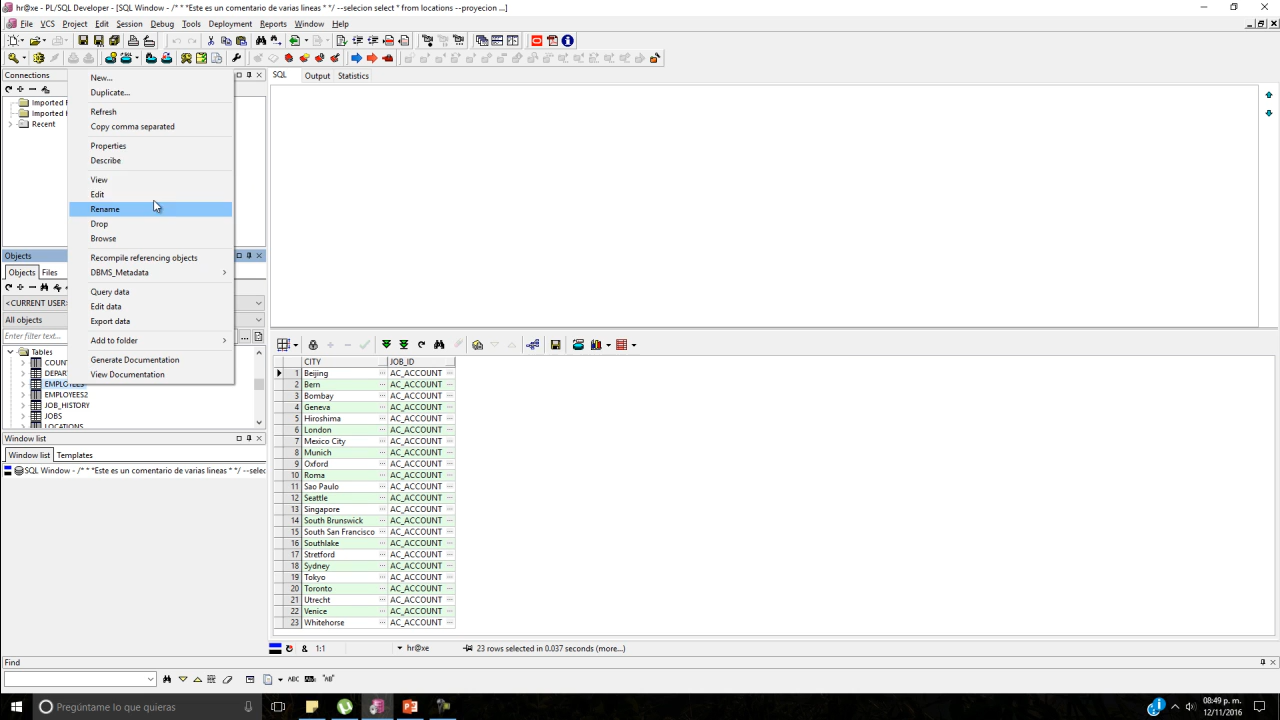 hr@xe - PL/SQL Developer - [SQL Window - /* * *Este es un comentario de varias lineas * */ --selecion select * from locations --proyecion ...]
File VCS Project Edit Session Debug Tools Deployment Reports Window Help
Connections
Imported
Imported
Recent
New...
Duplicate...
Refresh
Copy comma separated
Properties
Describe
View
Edit
Rename
Drop
Browse
Recompile referencing objects
DBMS_Metadata
Query data
Edit data
Export data
Add to folder
Generate Documentation
View Documentation
Objects
Objects Files
<CURRENT USER>
All objects
Enter filter text...
Tables
COUNT
DEPAR
EMPLOYEES
EMPLOYEES2
JOB_HISTORY
JOBS
LOCATIONS
Window list
Window list Templates
SQL Window - /* * *Este es un comentario de varias lineas * */ --selec
SQL Output Statistics
CITY JOB_ID
1 Beijing ... AC_ACCOUNT ...
2 Bern ... AC_ACCOUNT ...
3 Bombay ... AC_ACCOUNT ...
4 Geneva ... AC_ACCOUNT ...
5 Hiroshima ... AC_ACCOUNT ...
6 London ... AC_ACCOUNT ...
7 Mexico City ... AC_ACCOUNT ...
8 Munich ... AC_ACCOUNT ...
9 Oxford ... AC_ACCOUNT ...
10 Roma ... AC_ACCOUNT ...
11 Sao Paulo ... AC_ACCOUNT ...
12 Seattle ... AC_ACCOUNT ...
13 Singapore ... AC_ACCOUNT ...
14 South Brunswick ... AC_ACCOUNT ...
15 South San Francisco ... AC_ACCOUNT ...
16 Southlake ... AC_ACCOUNT ...
17 Stretford ... AC_ACCOUNT ...
18 Sydney ... AC_ACCOUNT ...
19 Tokyo ... AC_ACCOUNT ...
20 Toronto ... AC_ACCOUNT ...
21 Utrecht ... AC_ACCOUNT ...
22 Venice ... AC_ACCOUNT ...
23 Whitehorse ... AC_ACCOUNT ...
& 1:1 hr@xe 23 rows selected in 0.037 seconds (more...)
Find
ABC "AB"
Pregúntame lo que quieras
08:49 p. m.
12/11/2016